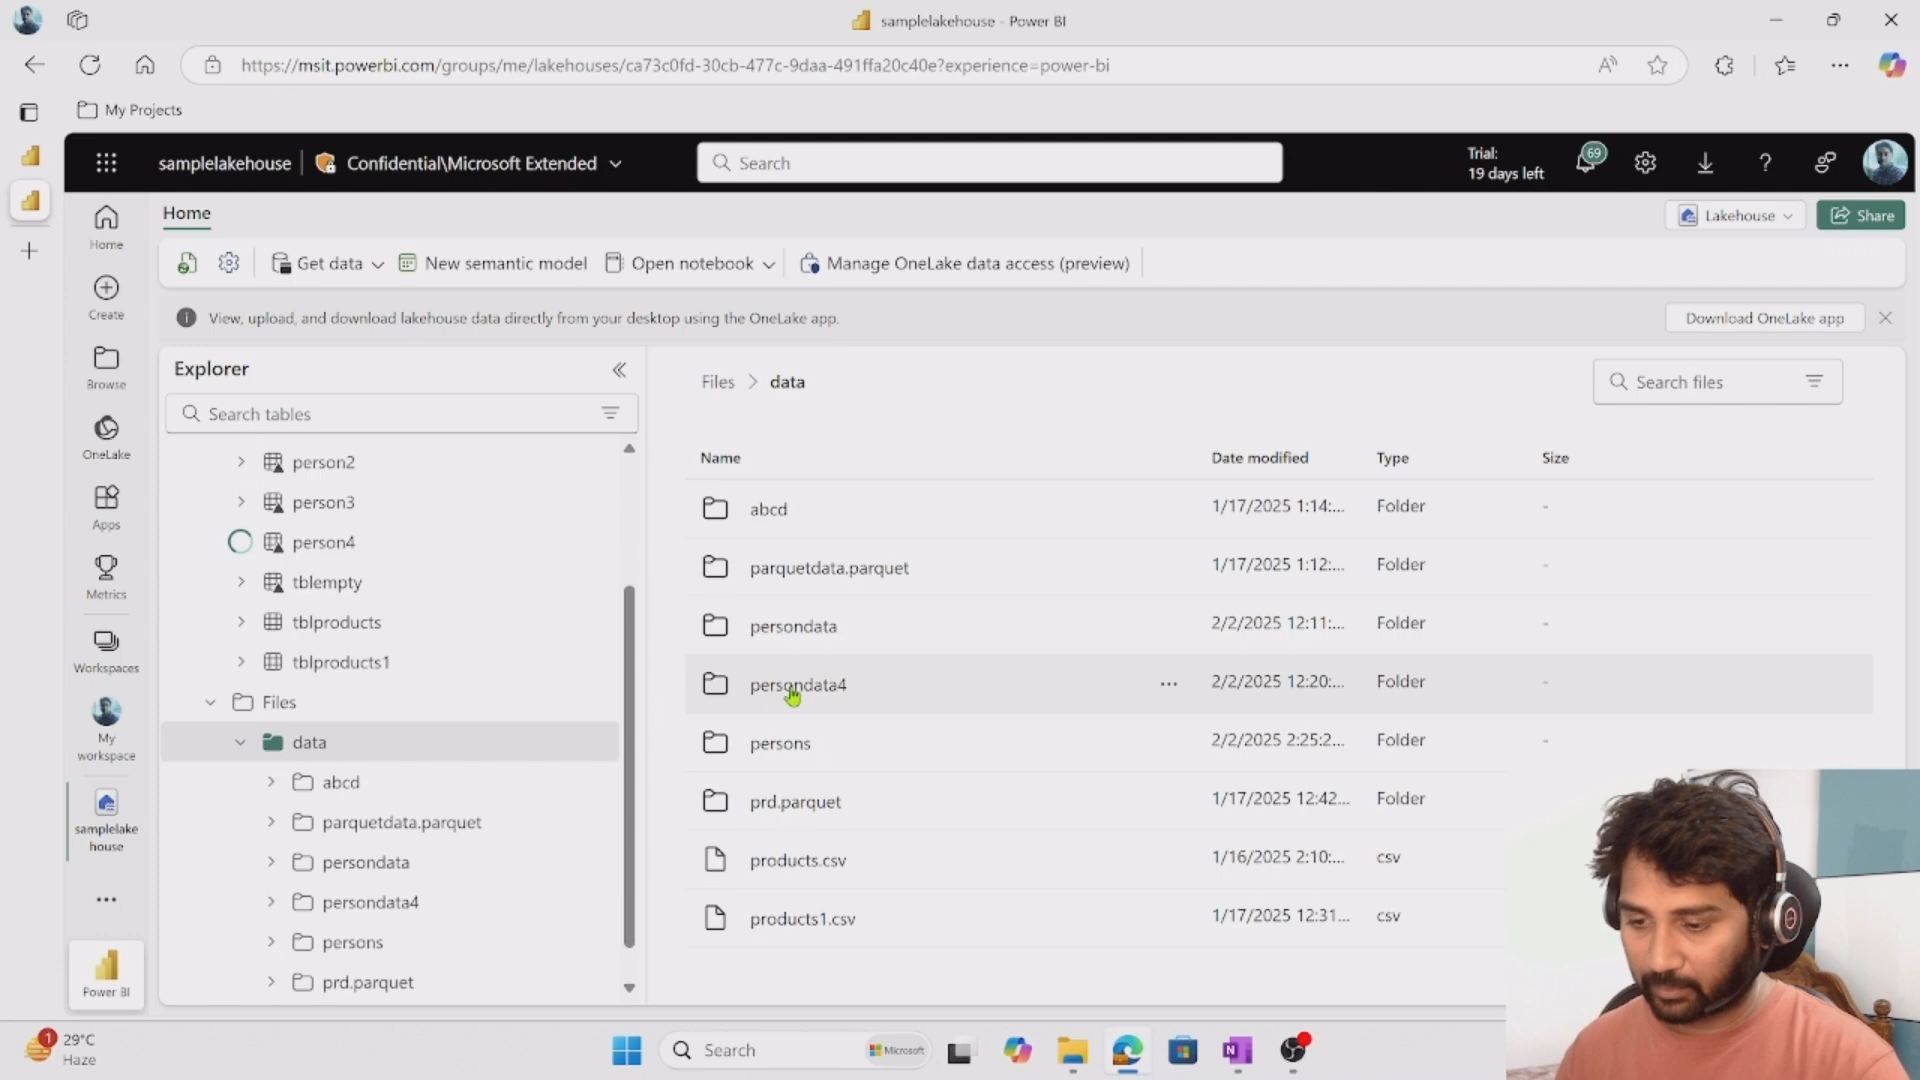 samplelakehouse - Power BI
https://msit.powerbi.com/groups/me/lakehouses/ca73c0fd-30cb-477c-9daa-491ffa20c40e?experience=power-bi
My Projects
samplelakehouse
Confidential\Microsoft Extended
Search
Trial:
19 days left
69
Home
Lakehouse
Share
Get data
New semantic model
Open notebook
Manage OneLake data access (preview)
View, upload, and download lakehouse data directly from your desktop using the OneLake app.
Download OneLake app
Home
Create
Browse
OneLake
Apps
Metrics
Workspaces
My
workspace
samplelake
house
Power BI
Explorer
Search tables
person2
person3
person4
tblempty
tblproducts
tblproducts1
Files
data
abcd
parquetdata.parquet
persondata
persondata4
persons
prd.parquet
Files > data
Search files
Name Date modified Type Size
abcd 1/17/2025 1:14:... Folder -
parquetdata.parquet 1/17/2025 1:12:... Folder -
persondata 2/2/2025 12:11:... Folder -
persondata4 ... 2/2/2025 12:20:... Folder -
persons 2/2/2025 2:25:2... Folder -
prd.parquet 1/17/2025 12:42... Folder
products.csv 1/16/2025 2:10:... csv
products1.csv 1/17/2025 12:31... csv
1
29°C
Haze
Search
Microsoft